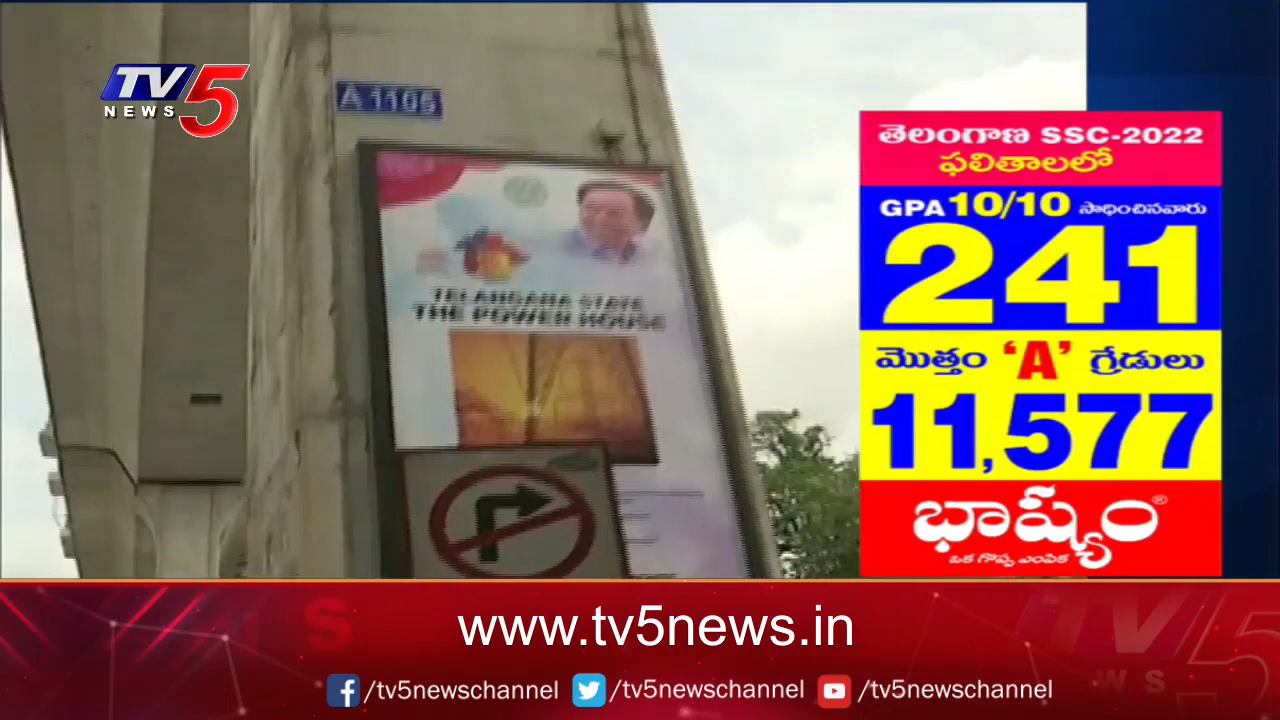 TV5
NEWS
A 1105
TELANGANA STATE
THE POWER HOUSE
తెలంగాణ SSC-2022
ఫలితాలలో
GPA 10/10 సాధించినవారు
241
మొత్తం 'A' గ్రేడులు
11,577
భాష్యం®
ఒక గొప్ప ఎంపిక
www.tv5news.in
/tv5newschannel /tv5newschannel /tv5newschannel